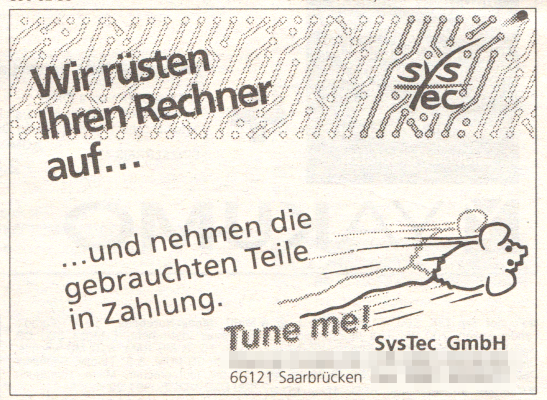 Wir rüsten
Ihren Rechner
auf...
sys
Tec
...und nehmen die
gebrauchten Teile
in Zahlung.
Tune me!
SysTec GmbH
66121 Saarbrücken